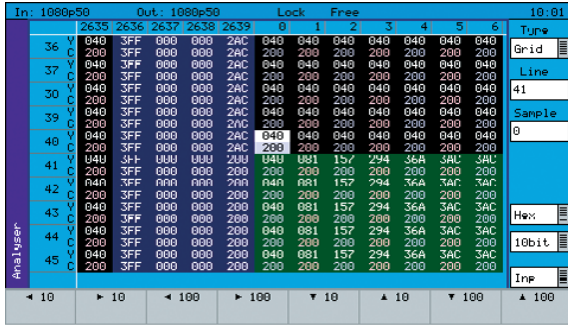 In: 1080p50 Out: 1080p50 Lock Free 10:01
2635 2636 2637 2638 2639 0 1 2 3 4 5 6
36 Y 040 3FF 000 000 2AC 040 040 040 040 040 040 040
C 200 3FF 000 000 2AC 200 200 200 200 200 200 200
37 Y 040 3FF 000 000 2AC 040 040 040 040 040 040 040
C 200 3FF 000 000 2AC 200 200 200 200 200 200 200
38 Y 040 3FF 000 000 2AC 040 040 040 040 040 040 040
C 200 3FF 000 000 2AC 200 200 200 200 200 200 200
39 Y 040 3FF 000 000 2AC 040 040 040 040 040 040 040
C 200 3FF 000 000 2AC 200 200 200 200 200 200 200
40 Y 040 3FF 000 000 2AC 040 040 040 040 040 040 040
C 200 3FF 000 000 2AC 200 200 200 200 200 200 200
41 Y 040 3FF 000 000 200 040 081 157 294 36A 3AC 3AC
C 200 3FF 000 000 200 200 200 200 200 200 200 200
42 Y 040 3FF 000 000 200 040 081 157 294 36A 3AC 3AC
C 200 3FF 000 000 200 200 200 200 200 200 200 200
43 Y 040 3FF 000 000 200 040 081 157 294 36A 3AC 3AC
C 200 3FF 000 000 200 200 200 200 200 200 200 200
44 Y 040 3FF 000 000 200 040 081 157 294 36A 3AC 3AC
C 200 3FF 000 000 200 200 200 200 200 200 200 200
45 Y 040 3FF 000 000 200 040 081 157 294 36A 3AC 3AC
C 200 3FF 000 000 200 200 200 200 200 200 200 200
Analyser
Type
Grid
Line
41
Sample
0
Hex
10bit
Inp
◄ 10 ► 10 ◄ 100 ► 100 ▼ 10 ▲ 10 ▼ 100 ▲ 100